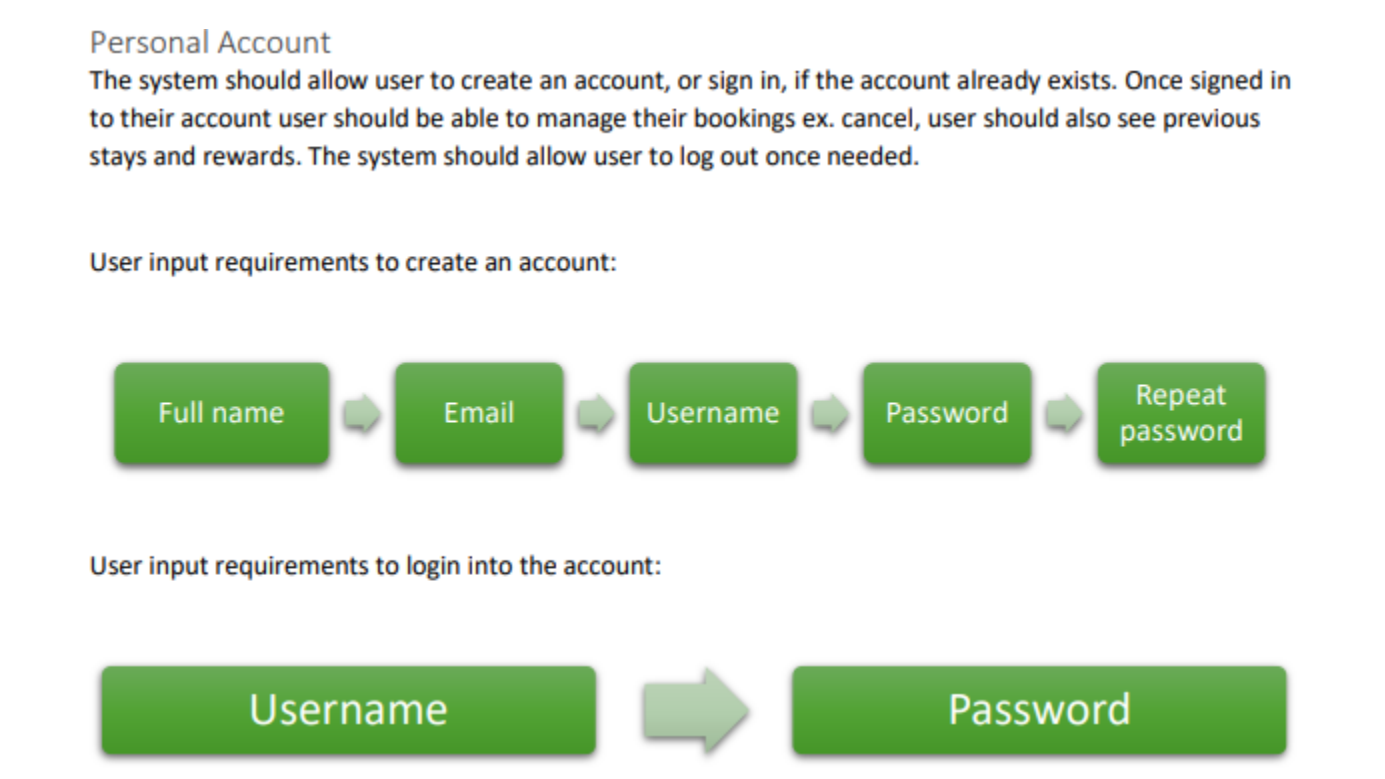 Personal Account
The system should allow user to create an account, or sign in, if the account already exists. Once signed in
to their account user should be able to manage their bookings ex. cancel, user should also see previous
stays and rewards. The system should allow user to log out once needed.
User input requirements to create an account:
Full name
Email
Username
Password
Repeat
password
User input requirements to login into the account:
Username
Password